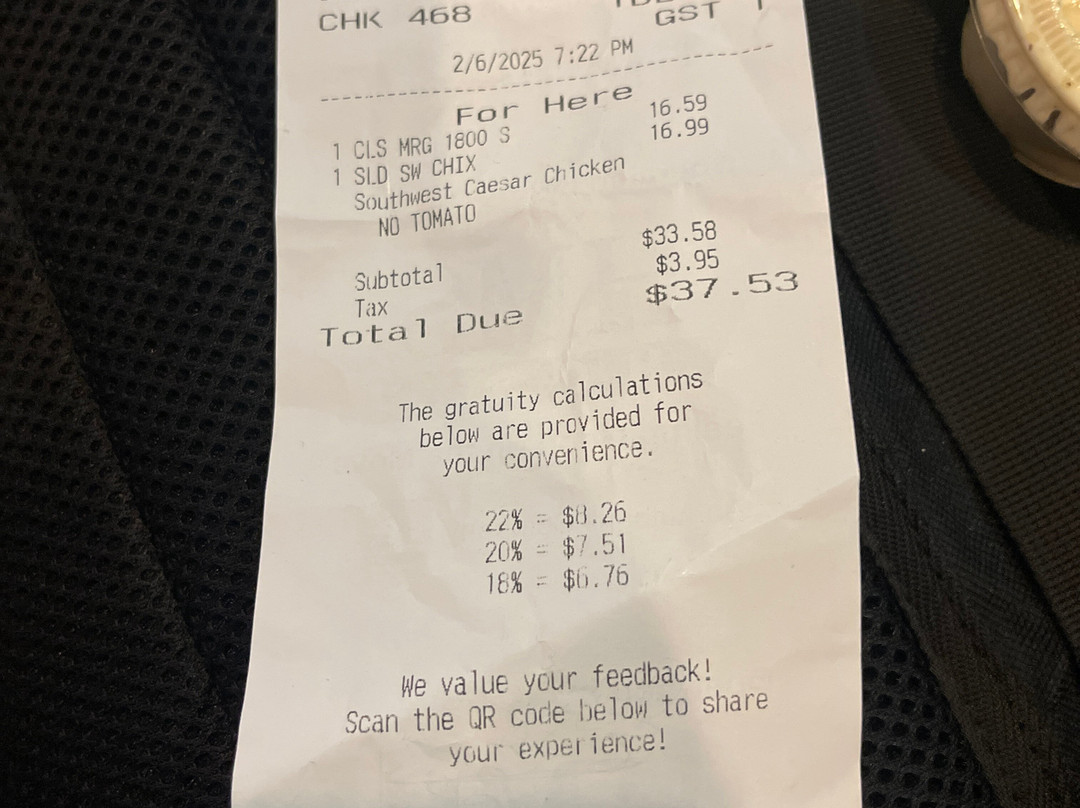 CHK 468
GST 1
2/6/2025 7:22 PM
For Here
1 CLS MRG 1800 S 16.59
1 SLD SW CHIX 16.99
Southwest Caesar Chicken
NO TOMATO
Subtotal $33.58
Tax $3.95
Total Due $37.53
The gratuity calculations
below are provided for
your convenience.
22% = $8.26
20% = $7.51
18% = $6.76
We value your feedback!
Scan the QR code below to share
your experience!